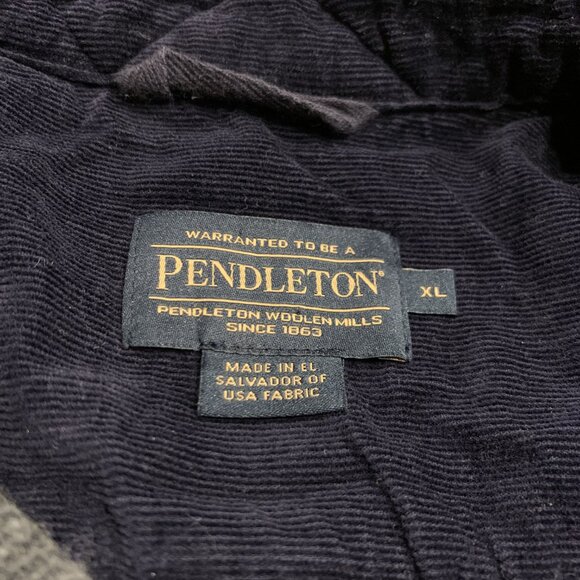 WARRANTED TO BE A
PENDLETON®
PENDLETON WOOLEN MILLS
SINCE 1863
XL
MADE IN EL
SALVADOR OF
USA FABRIC